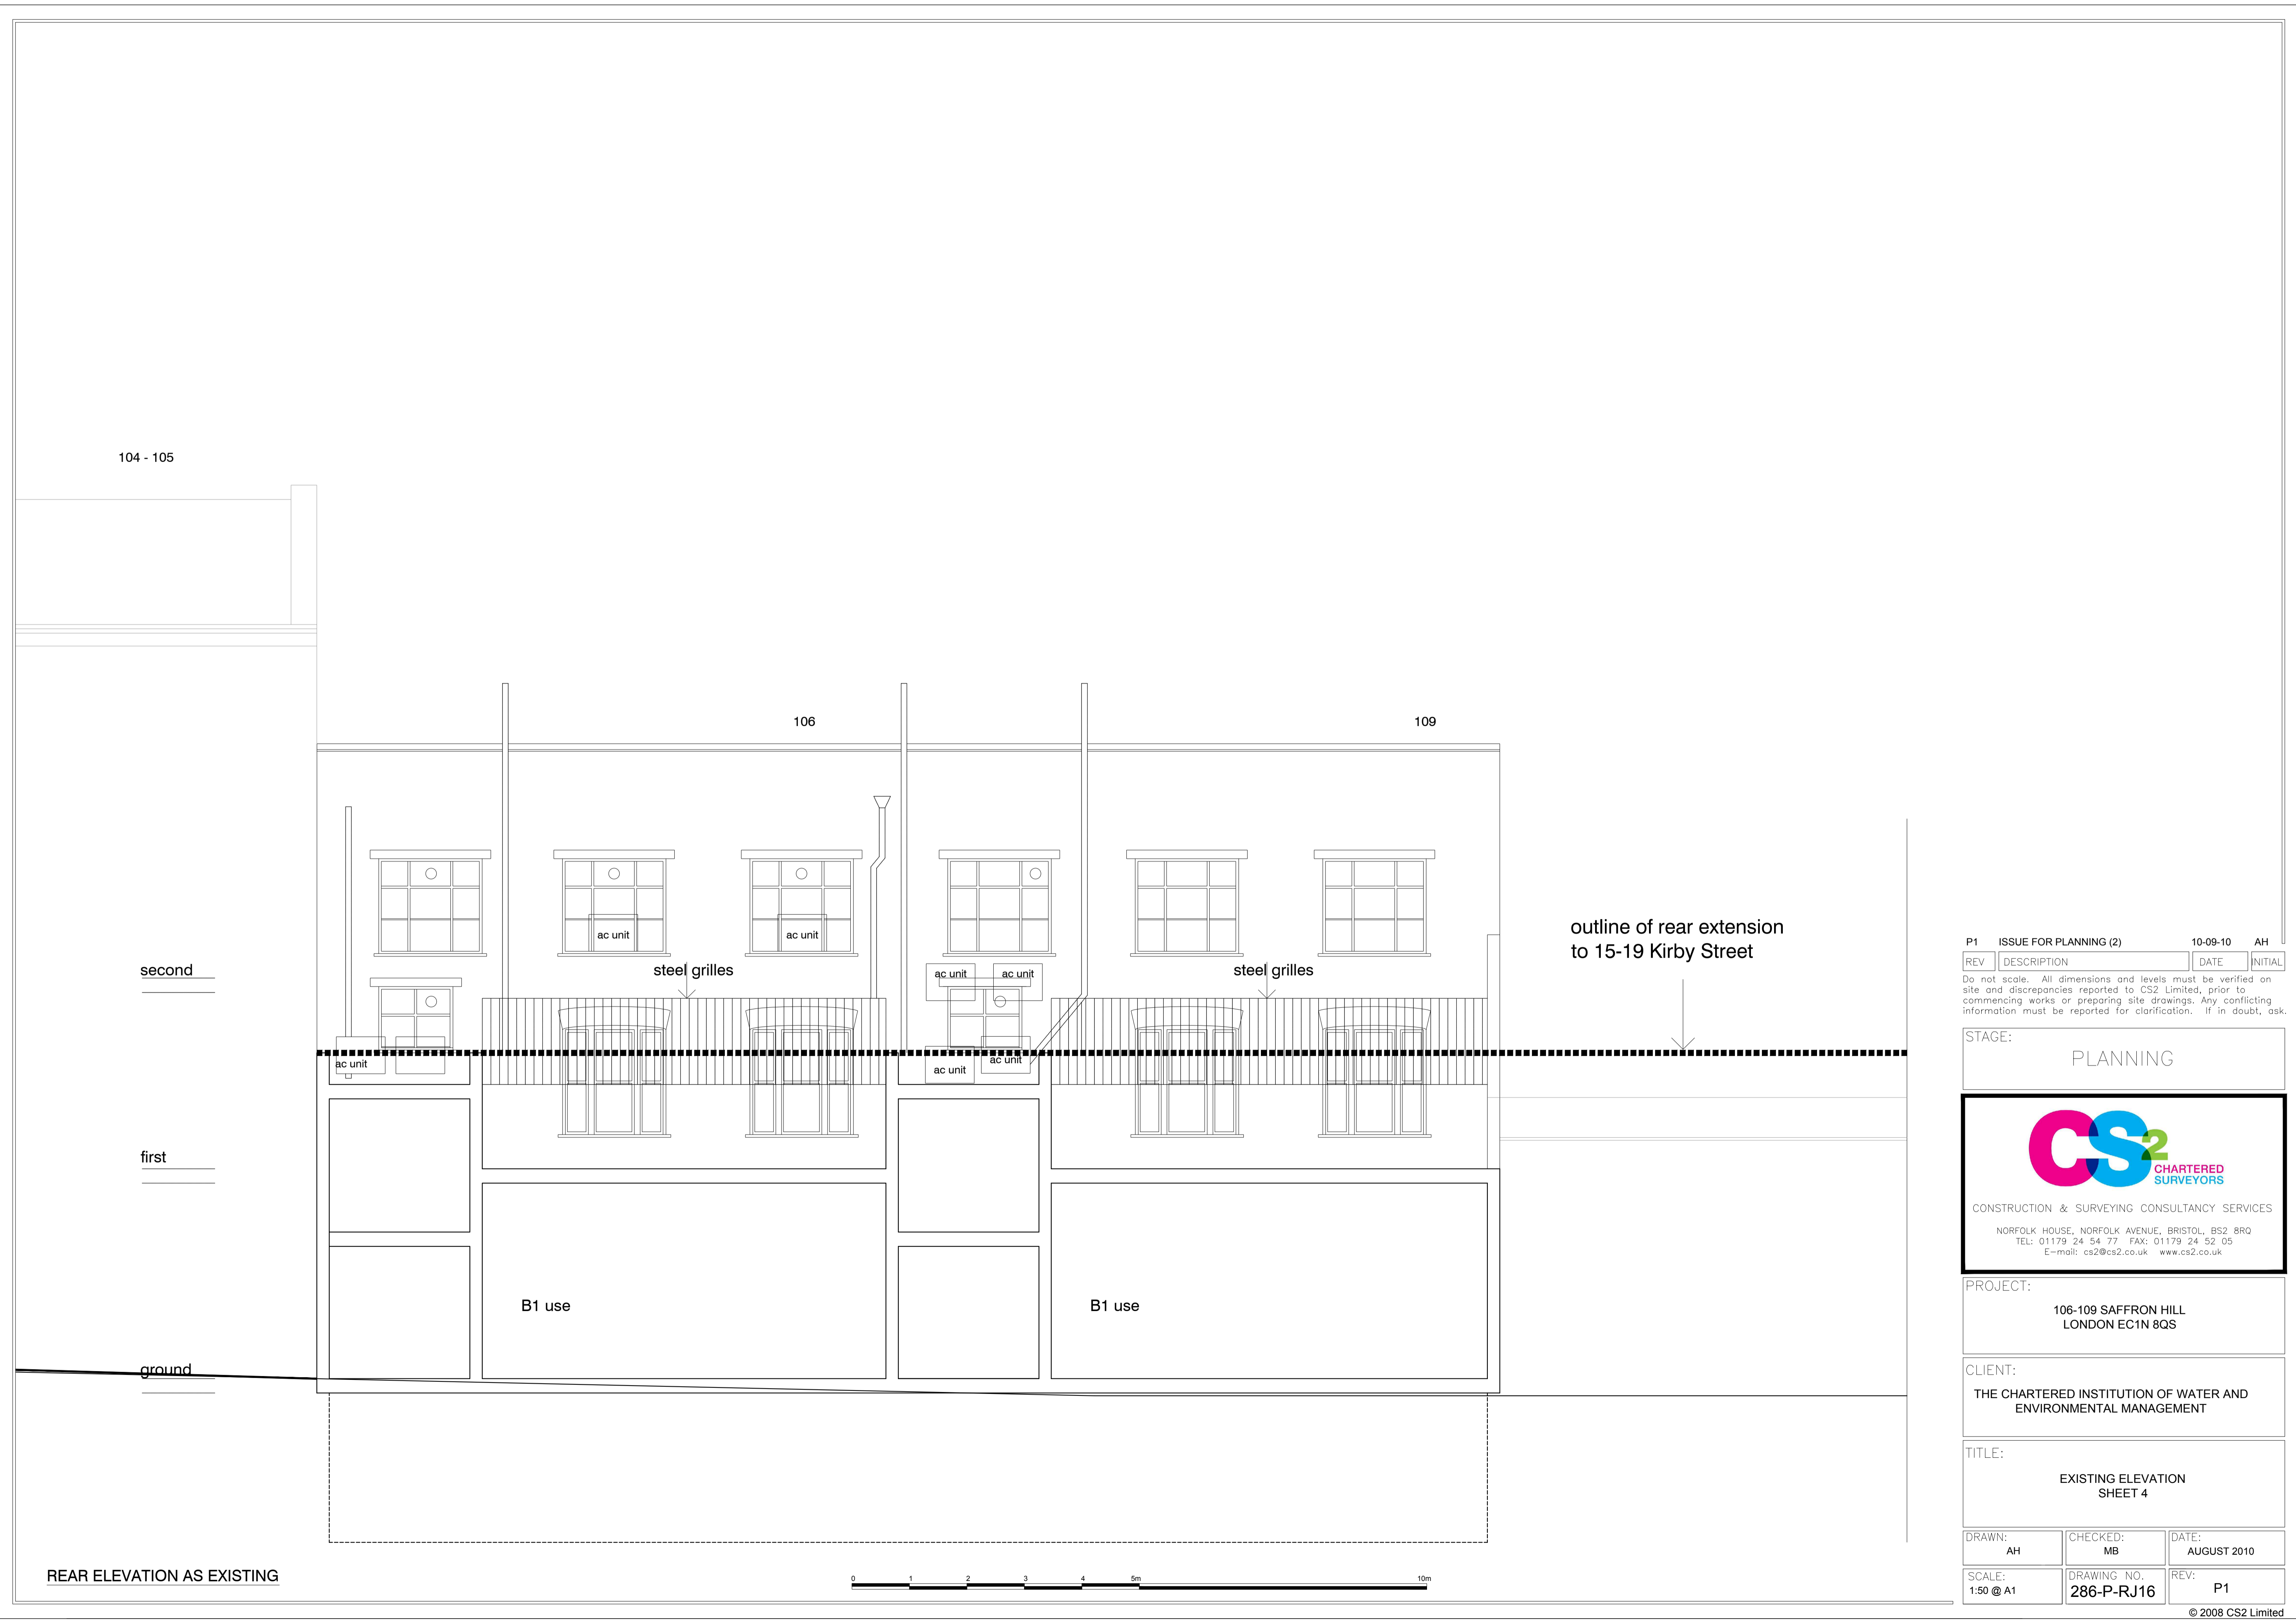 104 - 105
106
109
ac unit
ac unit
outline of rear extension
to 15-19 Kirby Street
second
steel grilles
ac unit
ac unit
steel grilles
ac unit
ac unit
ac unit
first
B1 use
B1 use
ground
REAR ELEVATION AS EXISTING
0 1 2 3 4 5m 10m
P1 ISSUE FOR PLANNING (2) 10-09-10 AH
REV DESCRIPTION DATE INITIAL
Do not scale. All dimensions and levels must be verified on
site and discrepancies reported to CS2 Limited, prior to
commencing works or preparing site drawings. Any conflicting
information must be reported for clarification. If in doubt, ask.
STAGE:
PLANNING
CS2
CHARTERED
SURVEYORS
CONSTRUCTION & SURVEYING CONSULTANCY SERVICES
NORFOLK HOUSE, NORFOLK AVENUE, BRISTOL, BS2 8RQ
TEL: 01179 24 54 77 FAX: 01179 24 52 05
E-mail: cs2@cs2.co.uk www.cs2.co.uk
PROJECT:
106-109 SAFFRON HILL
LONDON EC1N 8QS
CLIENT:
THE CHARTERED INSTITUTION OF WATER AND
ENVIRONMENTAL MANAGEMENT
TITLE:
EXISTING ELEVATION
SHEET 4
DRAWN: CHECKED: DATE:
AH MB AUGUST 2010
SCALE: DRAWING NO. REV:
1:50 @ A1 286-P-RJ16 P1
© 2008 CS2 Limited